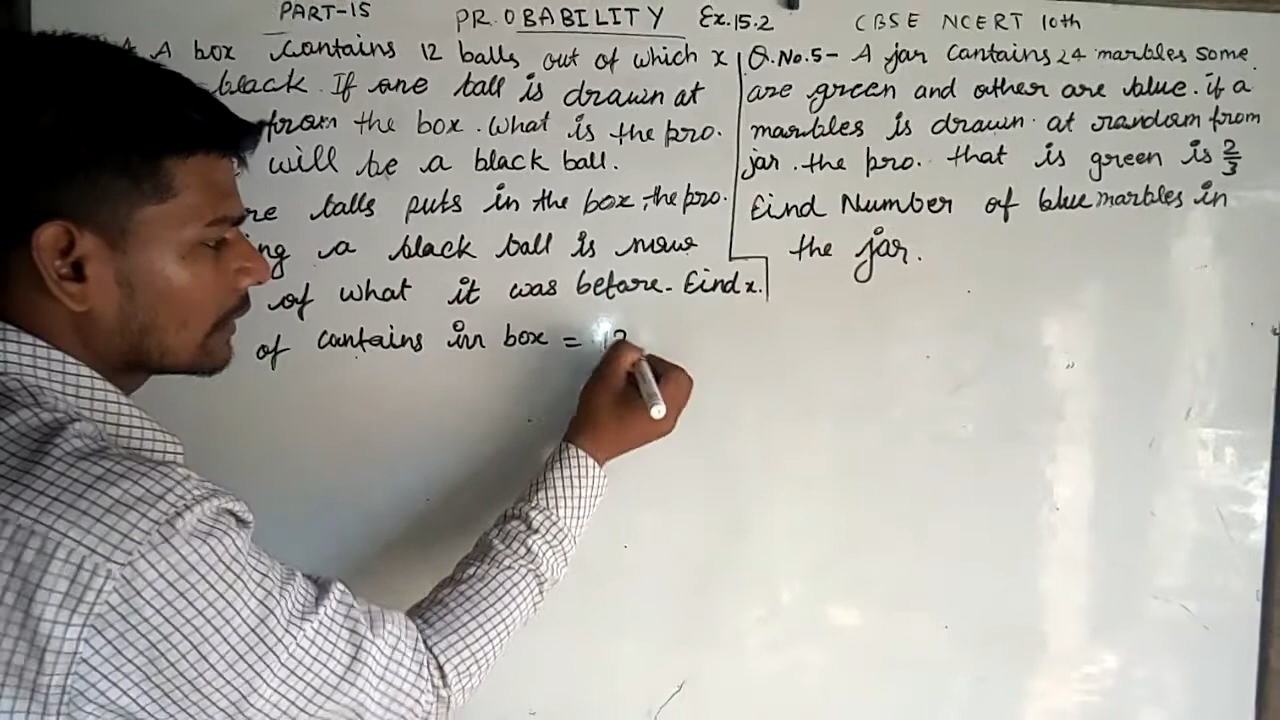 PART-15 PROBABILITY Ex.15.2 CBSE NCERT 10th
A box contains 12 balls out of which x
black. If one ball is drawn at
from the box. What is the pro.
will be a black ball.
balls puts in the box, the pro.
a black ball is now
of what it was before. Find x.
of cantains in box = 12
Q.No.5- A jar cantains 24 marbles some
are green and other are blue. if a
marbles is drawn at random from
jar. the pro. that is green is 2/3
Find Number of blue marbles in
the jar.